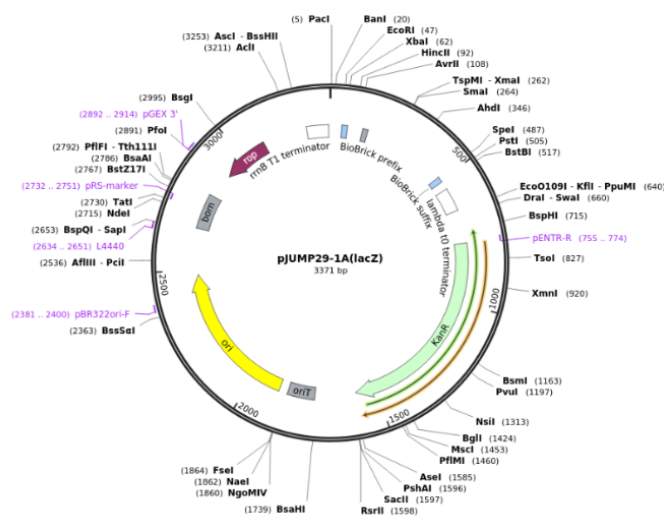 (5) PacI
BanI (20)
EcoRI (47)
XbaI (62)
HincII (92)
AvrII (108)
TspMI - XmaI (262)
SmaI (264)
AhdI (346)
SpeI (487)
PstI (505)
BstBI (517)
EcoO109I - KflI - PpuMI (640)
DraI - SwaI (660)
BspHI (715)
pENTR-R (755 .. 774)
TsoI (827)
XmnI (920)
BsmI (1163)
PvuI (1197)
NsiI (1313)
BglI (1424)
MscI (1453)
PflMI (1460)
AseI (1585)
PshAI (1596)
SacII (1597)
RsrII (1598)
(1739) BsaHI
(1860) NgoMIV
(1862) NaeI
(1864) FseI
(2363) BssSαI
(2381 .. 2400) pBR322ori-F
(2536) AflIII - PciI
(2634 .. 2651) L4440
(2653) BspQI - SapI
(2715) NdeI
(2730) TatI
(2732 .. 2751) pRS-marker
(2767) BstZ17I
(2786) BsaAI
(2792) PflFI - Tth111I
(2891) PfoI
(2892 .. 2914) pGEX 3'
(2995) BsgI
(3211) AclI
(3253) AscI - BssHII
500
1000
1500
2000
2500
3000
rrnB T1 terminator
BioBrick prefix
BioBrick suffix
lambda t0 terminator
KanR
oriT
ori
bom
rop
pJUMP29-1A(lacZ)
3371 bp